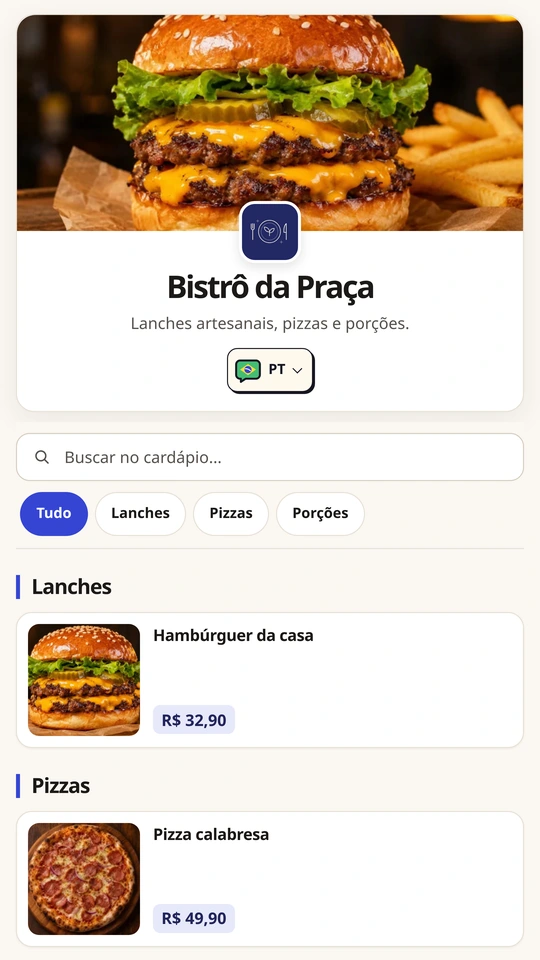 Bistrô da Praça
Lanches artesanais, pizzas e porções.
PT
Buscar no cardápio...
Tudo
Lanches
Pizzas
Porções
Lanches
Hambúrguer da casa
R$ 32,90
Pizzas
Pizza calabresa
R$ 49,90